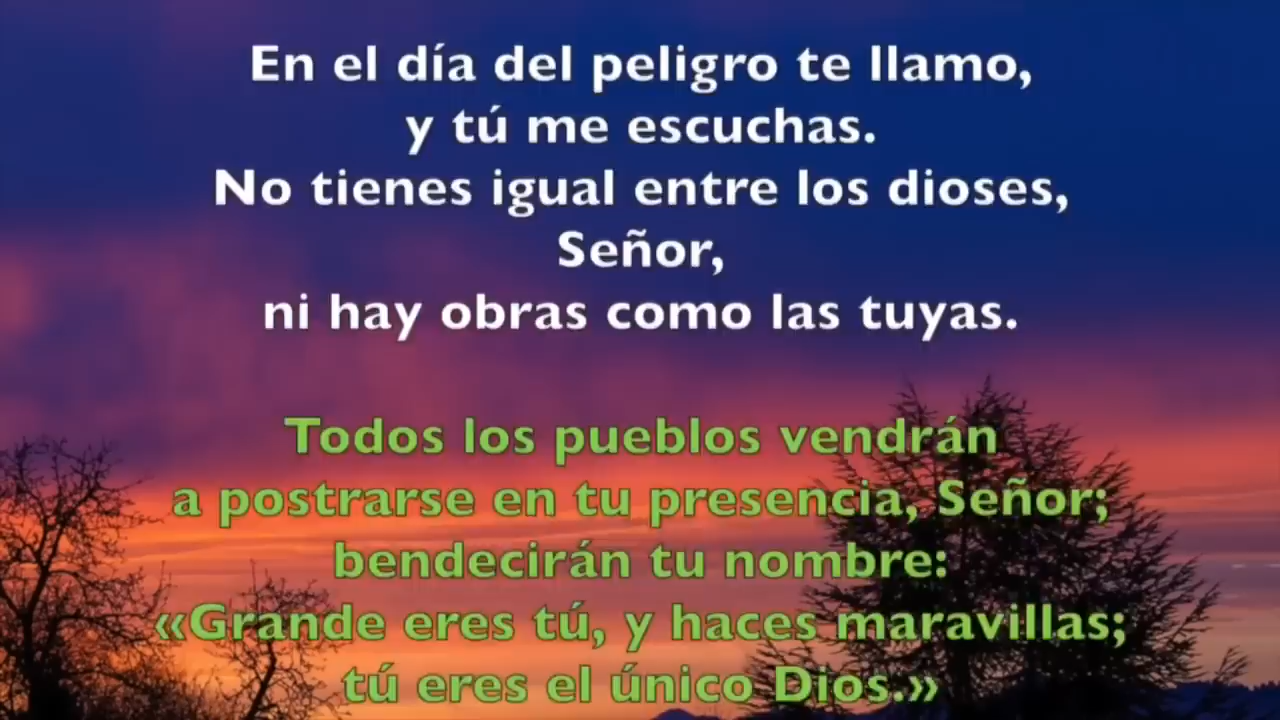 En el día del peligro te llamo,
y tú me escuchas.
No tienes igual entre los dioses,
Señor,
ni hay obras como las tuyas.
Todos los pueblos vendrán
a postrarse en tu presencia, Señor;
bendecirán tu nombre:
«Grande eres tú, y haces maravillas;
tú eres el único Dios.»